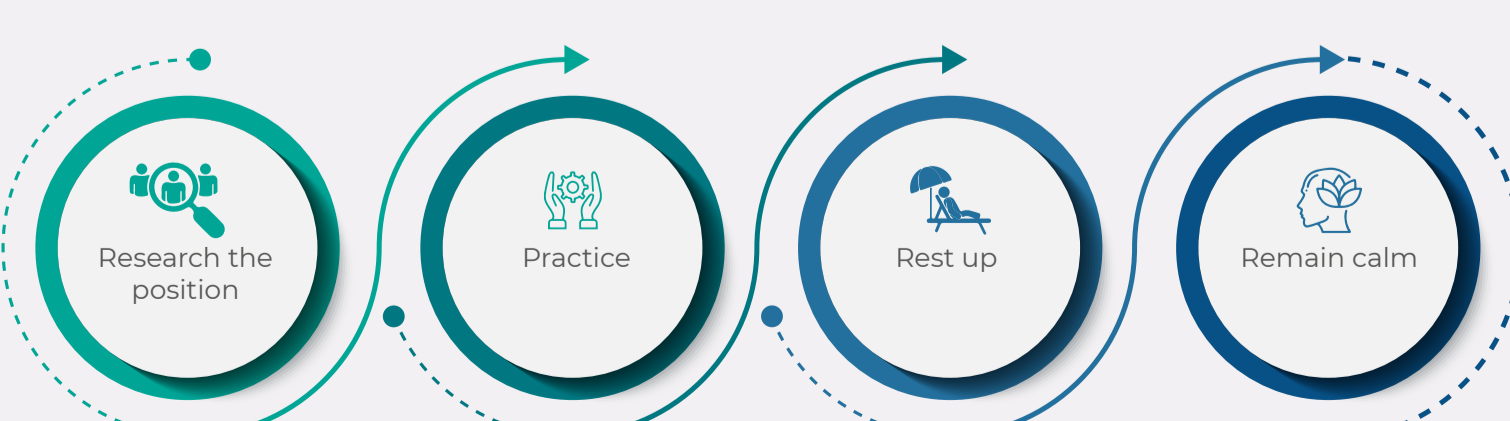 Research the
position
Practice
Rest up
Remain calm